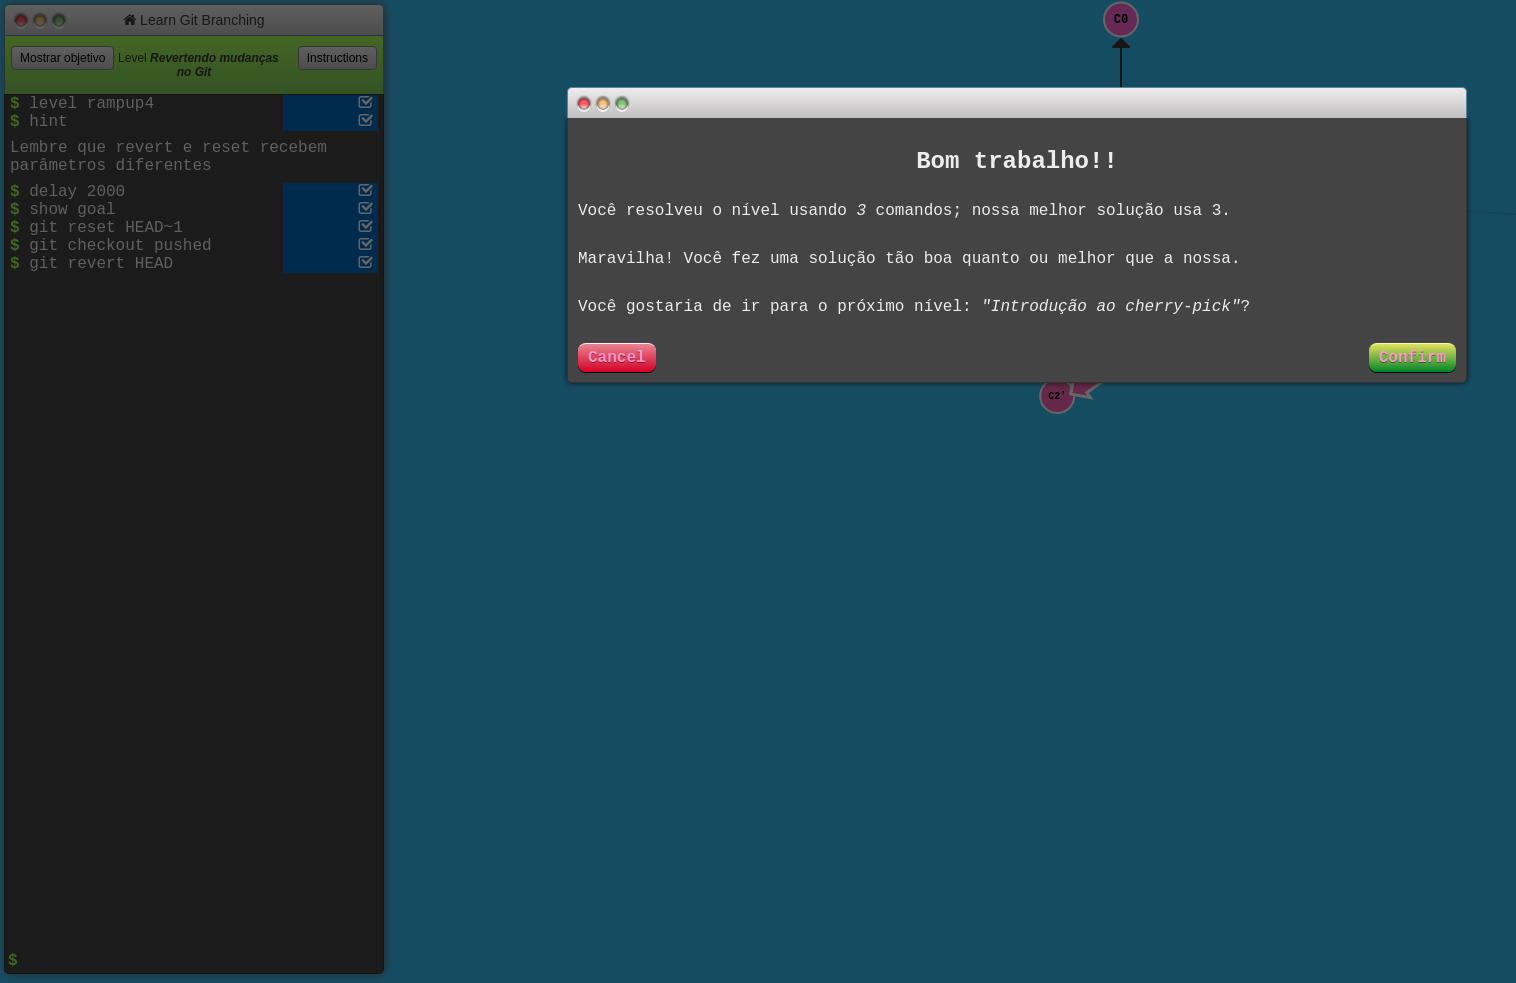 Learn Git Branching
Mostrar objetivo
Level Revertendo mudanças
no Git
Instructions
$ level rampup4
$ hint
Lembre que revert e reset recebem
parâmetros diferentes
$ delay 2000
$ show goal
$ git reset HEAD~1
$ git checkout pushed
$ git revert HEAD
$
C0
Bom trabalho!!
Você resolveu o nível usando 3 comandos; nossa melhor solução usa 3.
Maravilha! Você fez uma solução tão boa quanto ou melhor que a nossa.
Você gostaria de ir para o próximo nível: "Introdução ao cherry-pick"?
Cancel
Confirm
C2'